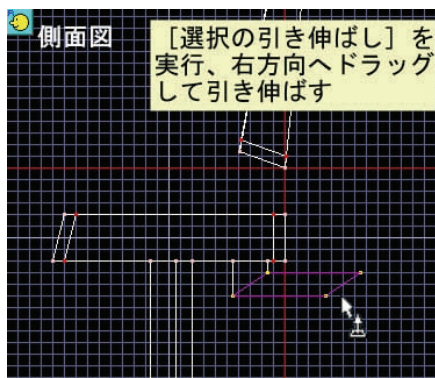 側面図
［選択の引き伸ばし］を
実行、右方向へドラッグ
して引き伸ばす